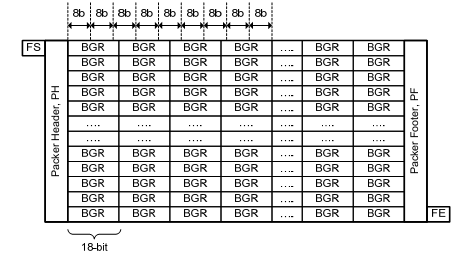 8b 8b 8b 8b 8b 8b 8b 8b 8b
FS
Packer Header, PH
BGR BGR BGR BGR .... BGR BGR
BGR BGR BGR BGR .... BGR BGR
BGR BGR BGR BGR .... BGR BGR
BGR BGR BGR BGR .... BGR BGR
BGR BGR BGR BGR .... BGR BGR
.... .... .... .... .... .... ....
.... .... .... .... .... .... ....
BGR BGR BGR BGR .... BGR BGR
BGR BGR BGR BGR .... BGR BGR
BGR BGR BGR BGR .... BGR BGR
BGR BGR BGR BGR .... BGR BGR
BGR BGR BGR BGR .... BGR BGR
Packer Footer, PF
FE
18-bit